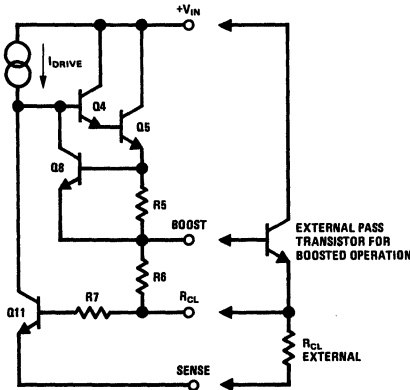 +VIN
IDRIVE
Q4
Q5
Q8
R5
BOOST
EXTERNAL PASS
TRANSISTOR FOR
BOOSTED OPERATION
R6
R7
RCL
Q11
RCL
EXTERNAL
SENSE